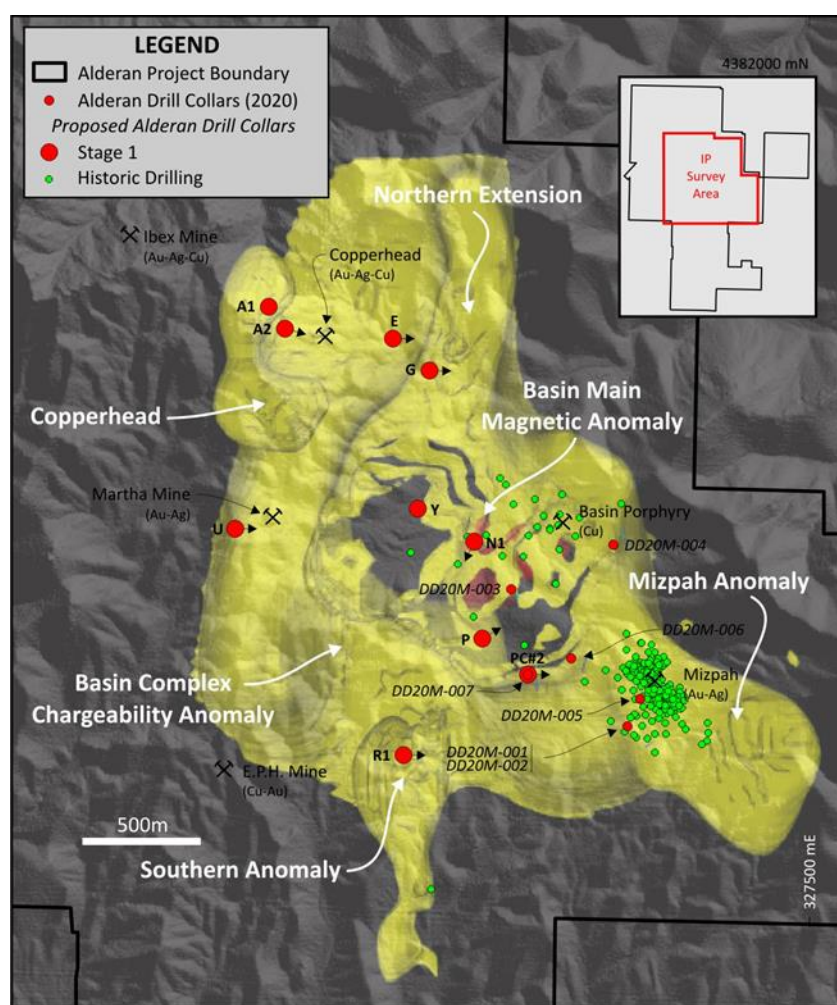 LEGEND
Alderan Project Boundary
Alderan Drill Collars (2020)
Proposed Alderan Drill Collars
Stage 1
Historic Drilling
4382000 mN
IP
Survey
Area
Northern Extension
Ibex Mine
(Au-Ag-Cu)
Copperhead
(Au-Ag-Cu)
A1
A2
E
G
Copperhead
Basin Main
Magnetic Anomaly
Martha Mine
(Au-Ag)
U
Y
N1
Basin Porphyry
(Cu)
DD20M-004
DD20M-003
Mizpah Anomaly
P
DD20M-006
PC#2
Mizpah
(Au-Ag)
Basin Complex
Chargeability Anomaly
DD20M-007
DD20M-005
R1
DD20M-001
DD20M-002
E.P.H. Mine
(Cu-Au)
500m
Southern Anomaly
327500 mE